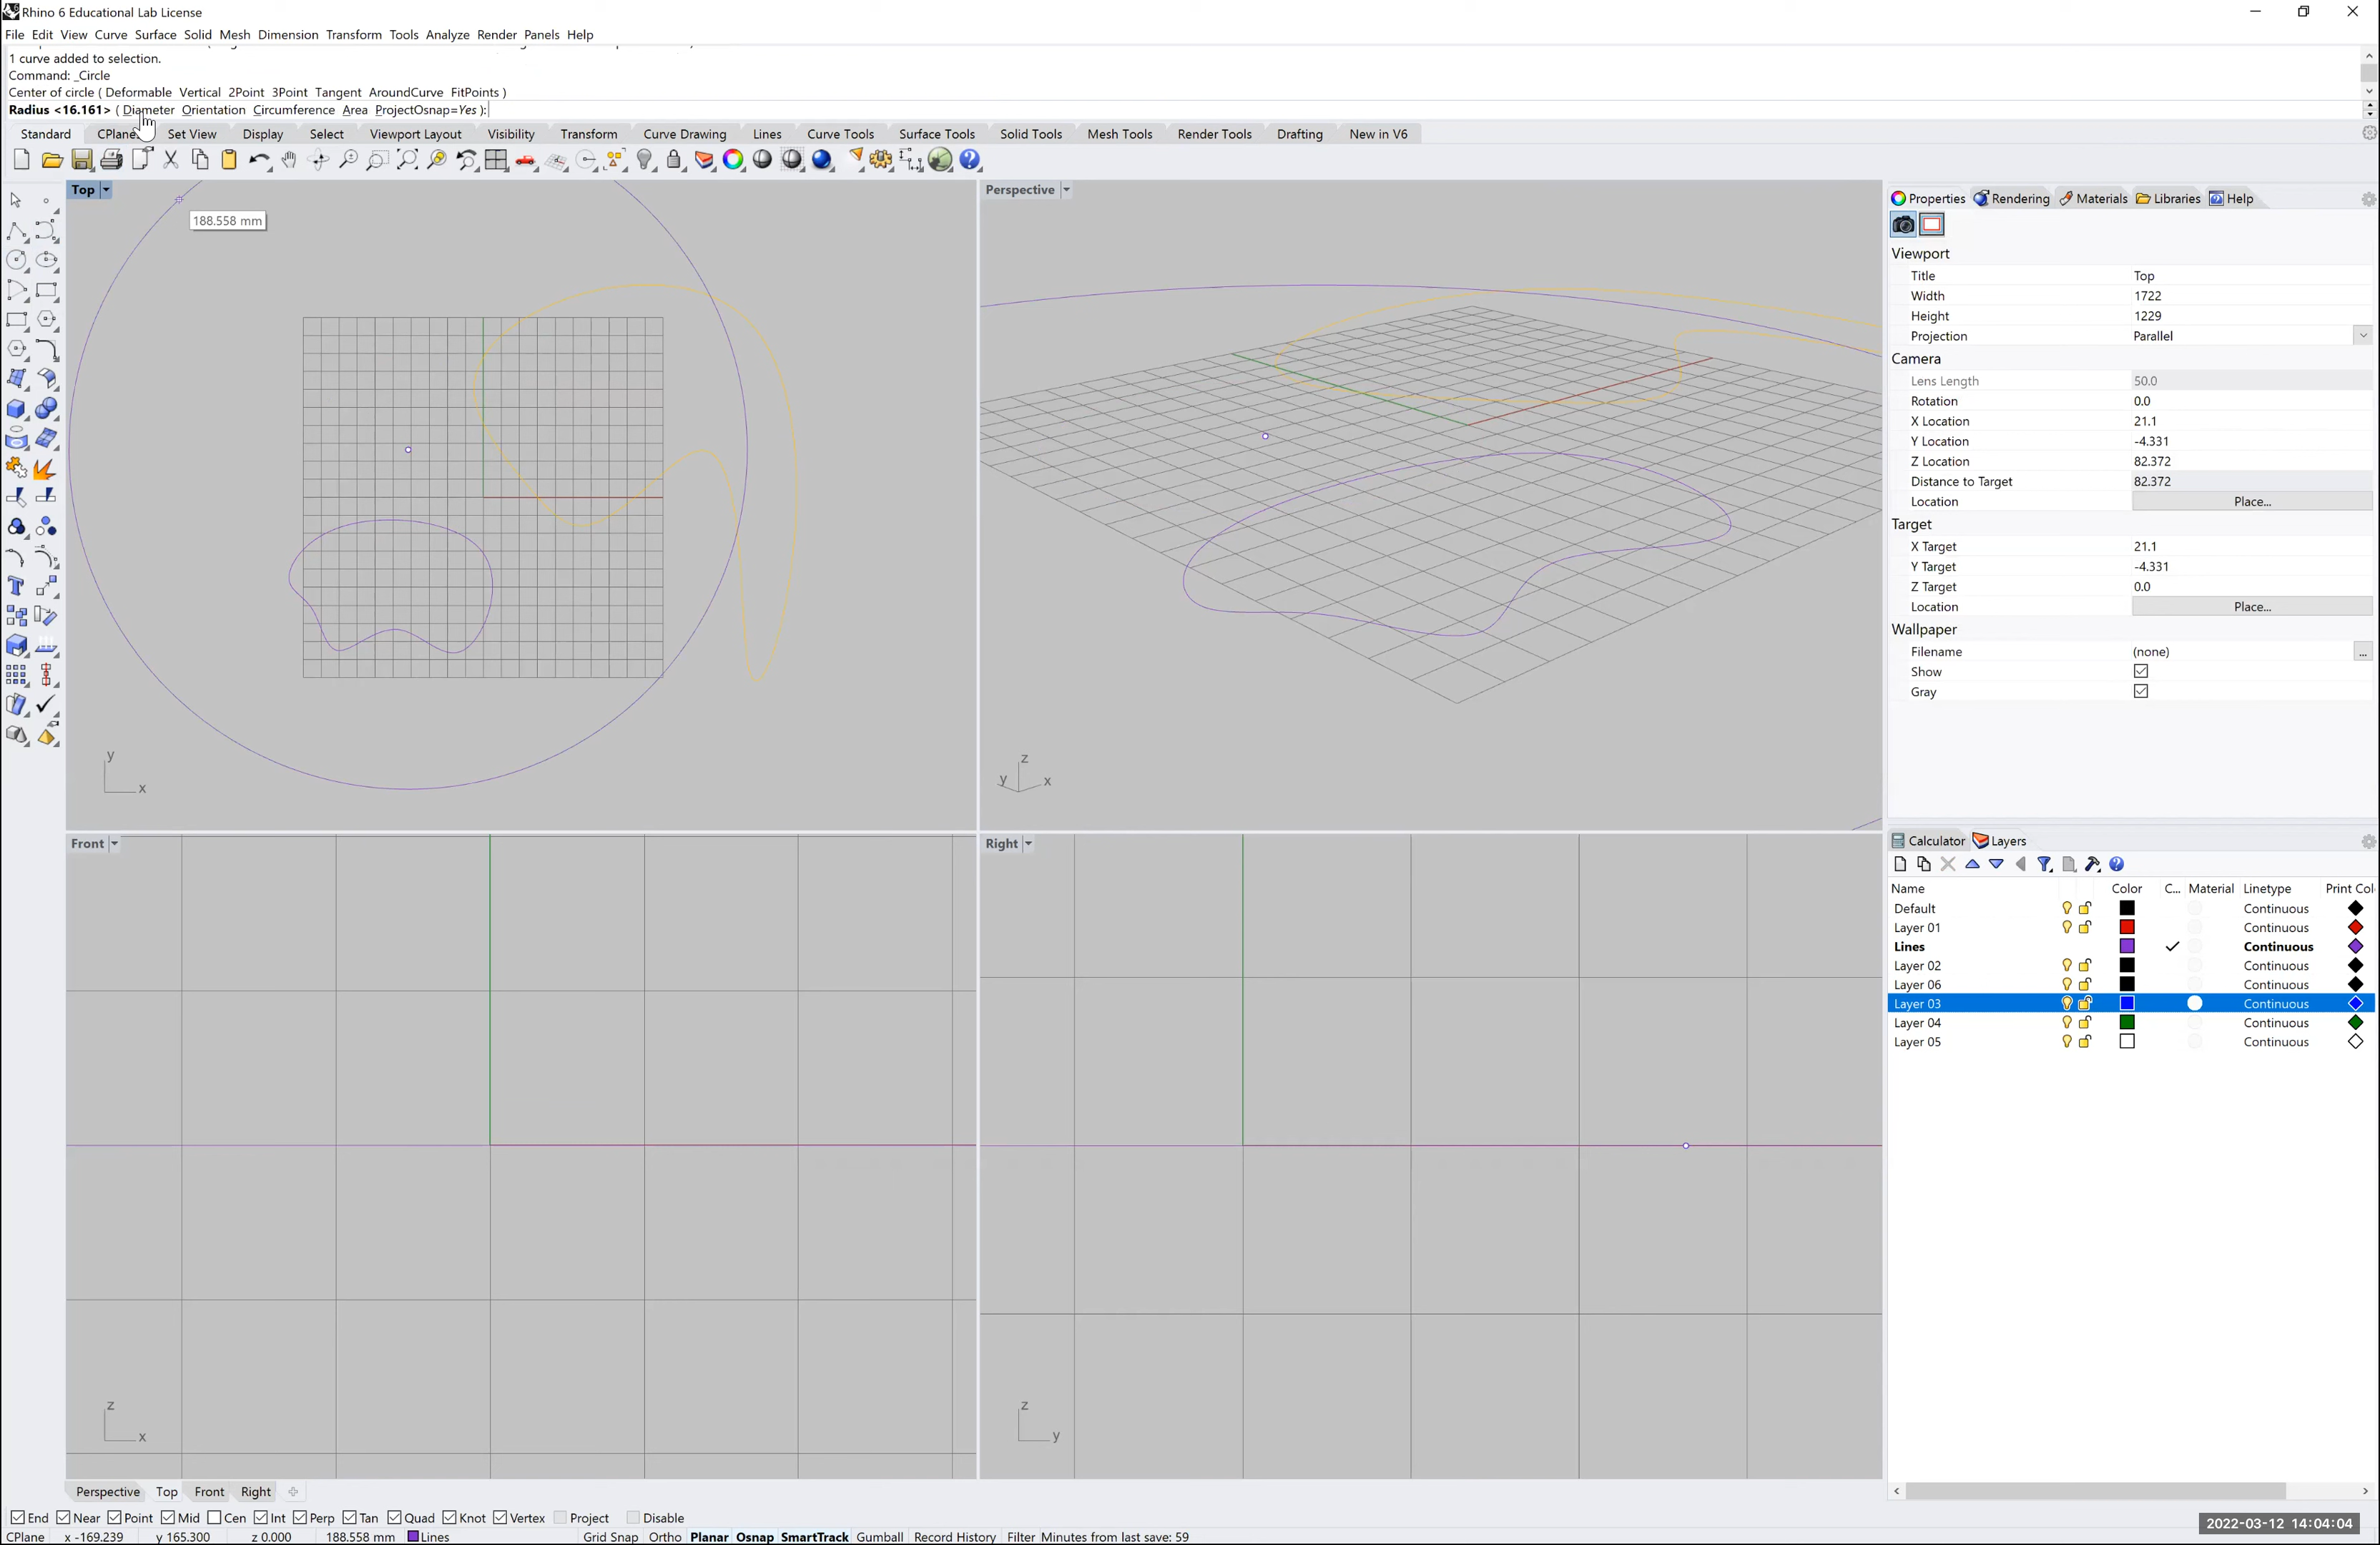 Rhino 6 Educational Lab License
File Edit View Curve Surface Solid Mesh Dimension Transform Tools Analyze Render Panels Help
1 curve added to selection.
Command: _Circle
Center of circle ( Deformable Vertical 2Point 3Point Tangent AroundCurve FitPoints )
Radius <16.161> ( Diameter Orientation Circumference Area ProjectOsnap=Yes ):
Standard CPlanes Set View Display Select Viewport Layout Visibility Transform Curve Drawing Lines Curve Tools Surface Tools Solid Tools Mesh Tools Render Tools Drafting New in V6
Top
188.558 mm
y
x
Perspective
z
y x
Front
z
x
Right
z
y
Properties Rendering Materials Libraries Help
Viewport
Title Top
Width 1722
Height 1229
Projection Parallel
Camera
Lens Length 50.0
Rotation 0.0
X Location 21.1
Y Location -4.331
Z Location 82.372
Distance to Target 82.372
Location Place...
Target
X Target 21.1
Y Target -4.331
Z Target 0.0
Location Place...
Wallpaper
Filename (none) ...
Show
Gray
Calculator Layers
Name Color C... Material Linetype Print Col
Default Continuous
Layer 01 Continuous
Lines Continuous
Layer 02 Continuous
Layer 06 Continuous
Layer 03 Continuous
Layer 04 Continuous
Layer 05 Continuous
Perspective Top Front Right
End Near Point Mid Cen Int Perp Tan Quad Knot Vertex Project Disable
2022-03-12 14:04:04
CPlane x -169.239 y 165.300 z 0.000 188.558 mm Lines Grid Snap Ortho Planar Osnap SmartTrack Gumball Record History Filter Minutes from last save: 59